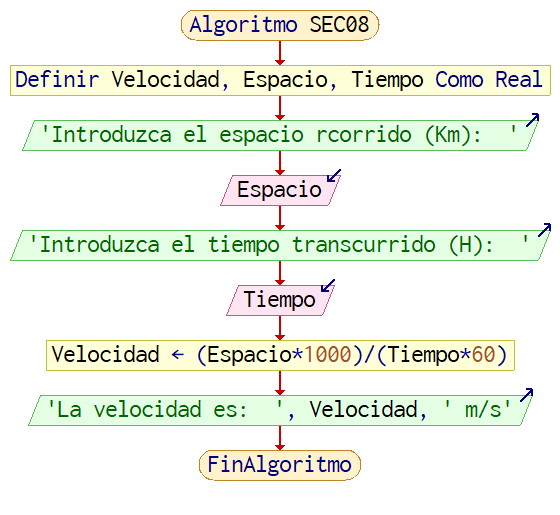 Algoritmo SEC08
Definir Velocidad, Espacio, Tiempo Como Real
'Introduzca el espacio rcorrido (Km):  '
Espacio
'Introduzca el tiempo transcurrido (H):  '
Tiempo
Velocidad ← (Espacio*1000)/(Tiempo*60)
'La velocidad es:  ', Velocidad, ' m/s'
FinAlgoritmo